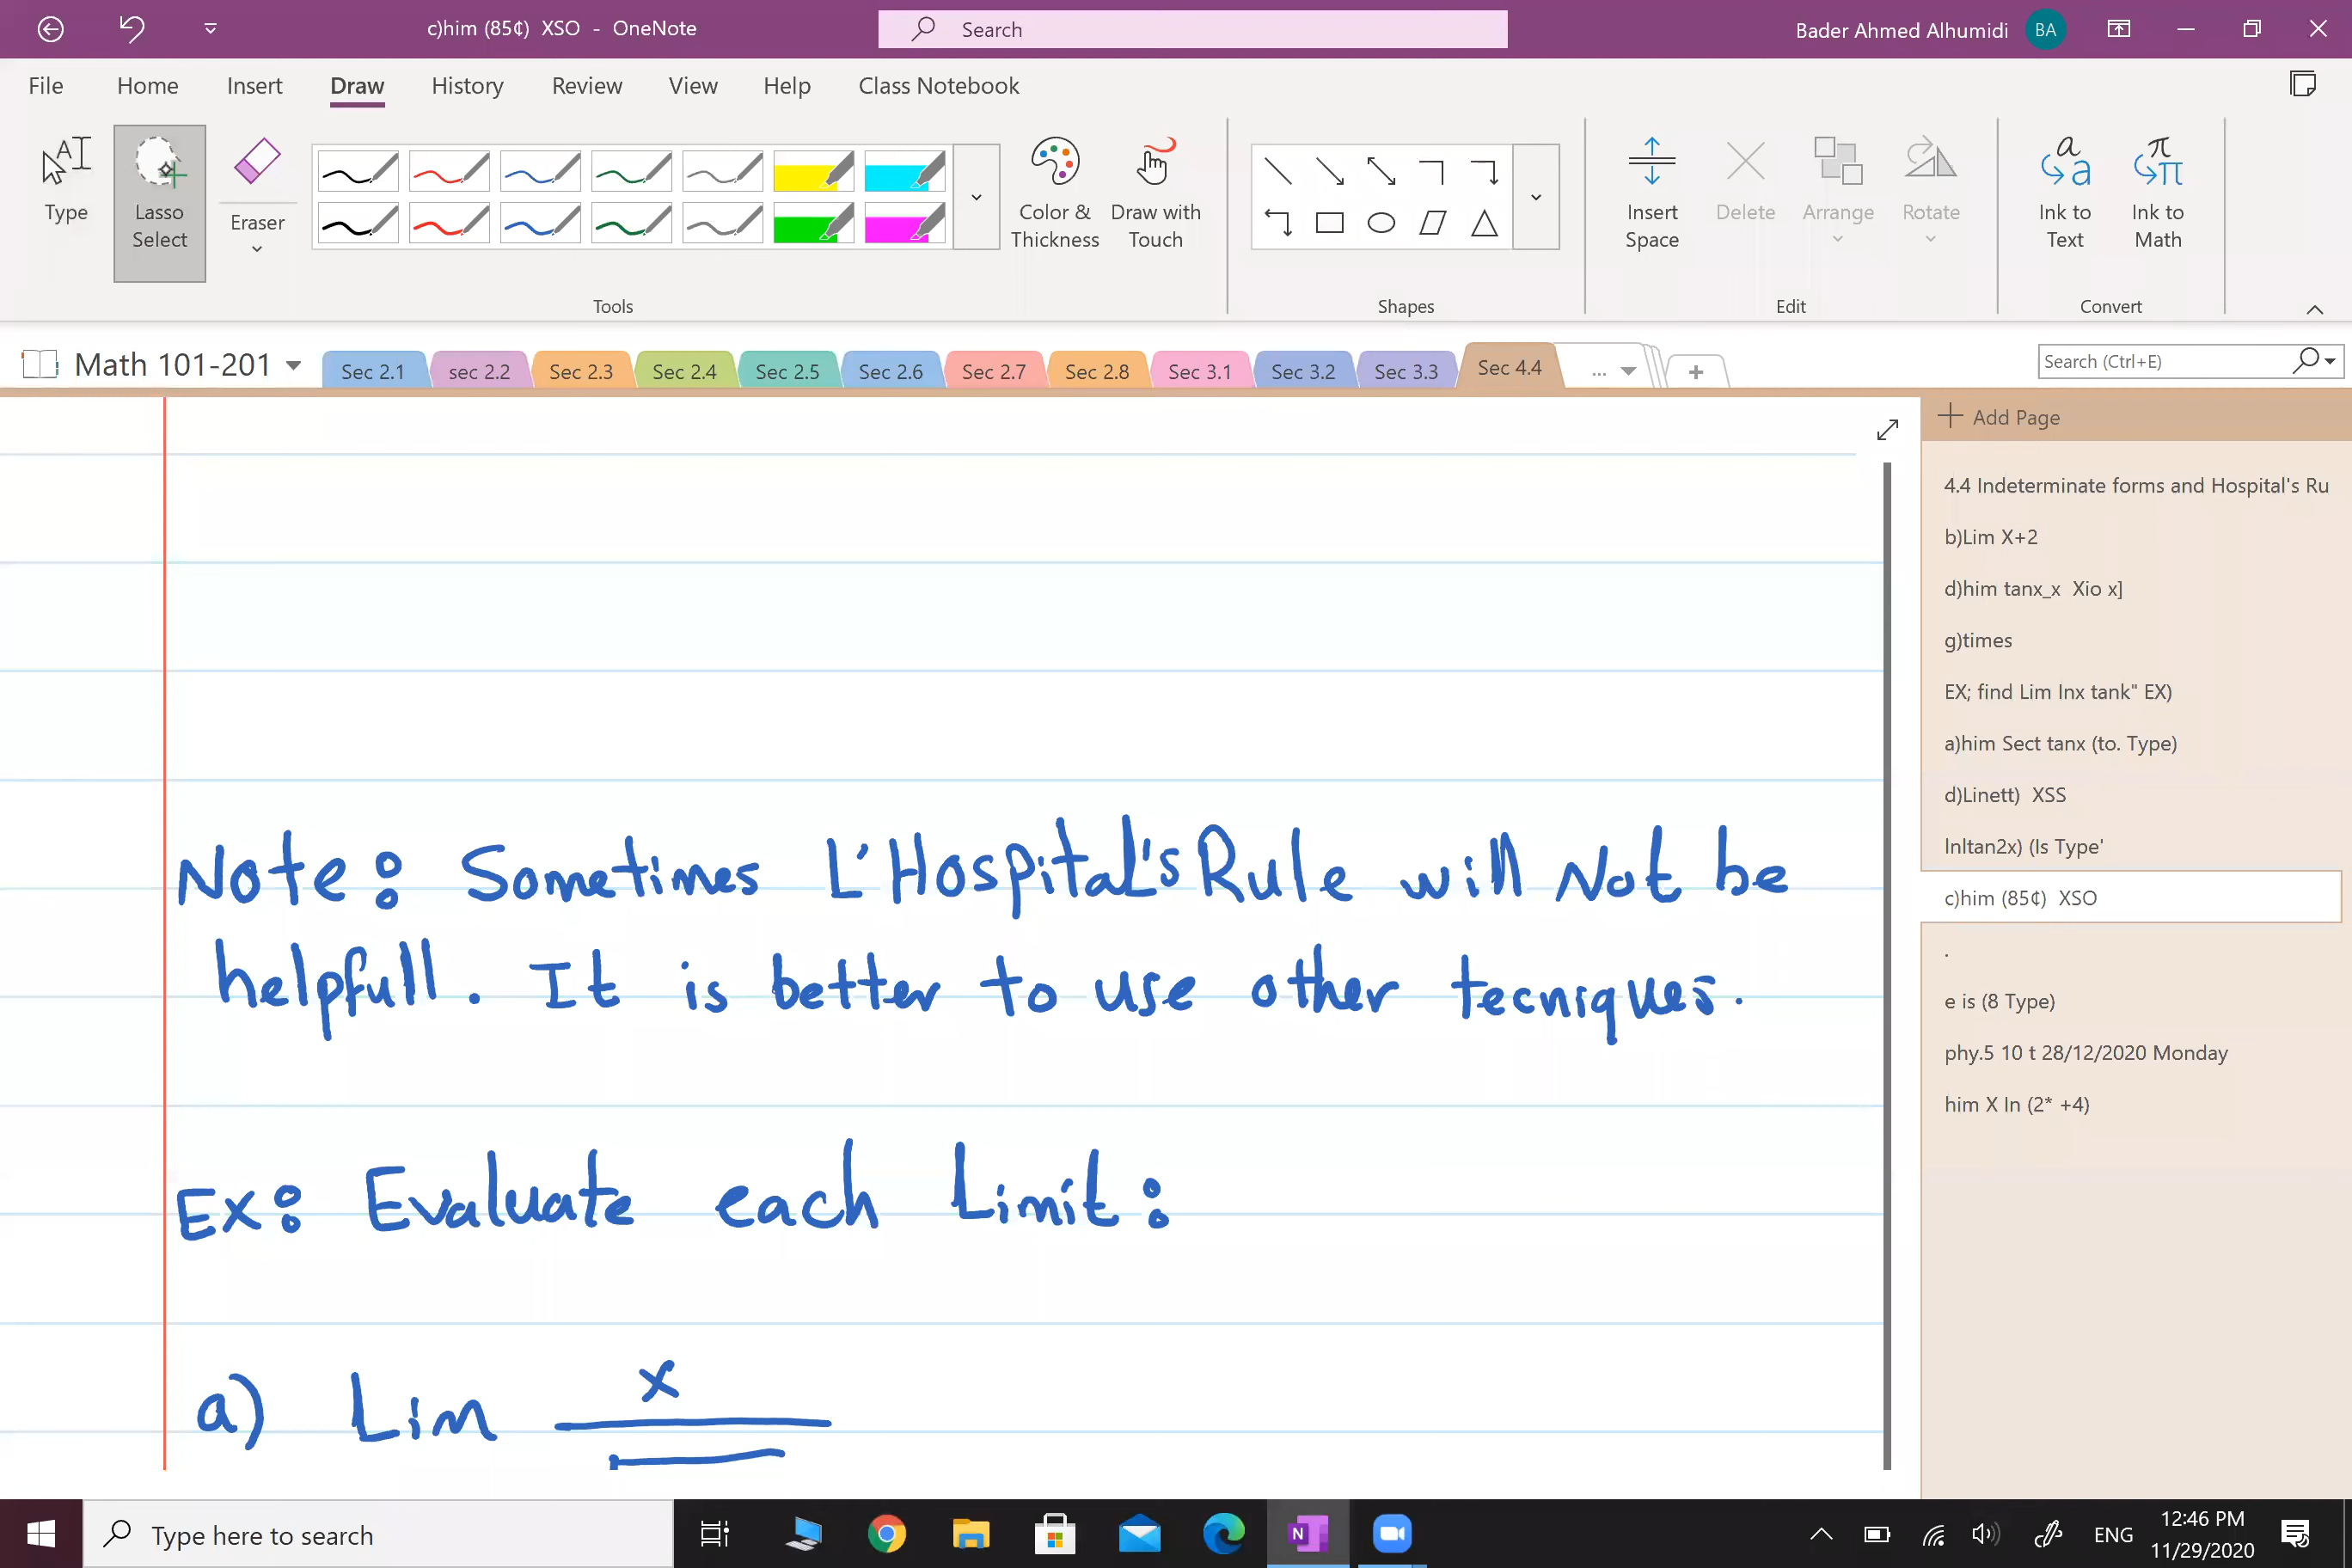 c)him (85¢) XSO - OneNote
Search
Bader Ahmed Alhumidi
BA
File Home Insert Draw History Review View Help Class Notebook
Type
Lasso Select
Eraser
Color & Thickness
Draw with Touch
Insert Space
Delete
Arrange
Rotate
Ink to Text
Ink to Math
Tools
Shapes
Edit
Convert
Math 101-201
Sec 2.1
sec 2.2
Sec 2.3
Sec 2.4
Sec 2.5
Sec 2.6
Sec 2.7
Sec 2.8
Sec 3.1
Sec 3.2
Sec 3.3
Sec 4.4
...
Search (Ctrl+E)
Note: Sometimes L'Hospital's Rule will Not be
helpfull. It is better to use other tecniques.
Ex: Evaluate each Limit:
a) Lim x
Add Page
4.4 Indeterminate forms and Hospital's Ru
b)Lim X+2
d)him tanx_x Xio x]
g)times
EX; find Lim Inx tank" EX)
a)him Sect tanx (to. Type)
d)Linett) XSS
Inltan2x) (Is Type'
c)him (85¢) XSO
.
e is (8 Type)
phy.5 10 t 28/12/2020 Monday
him X In (2* +4)
Type here to search
ENG
12:46 PM
11/29/2020